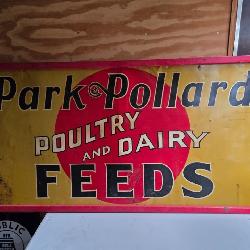 Park & Pollard
POULTRY
AND DAIRY
FEEDS